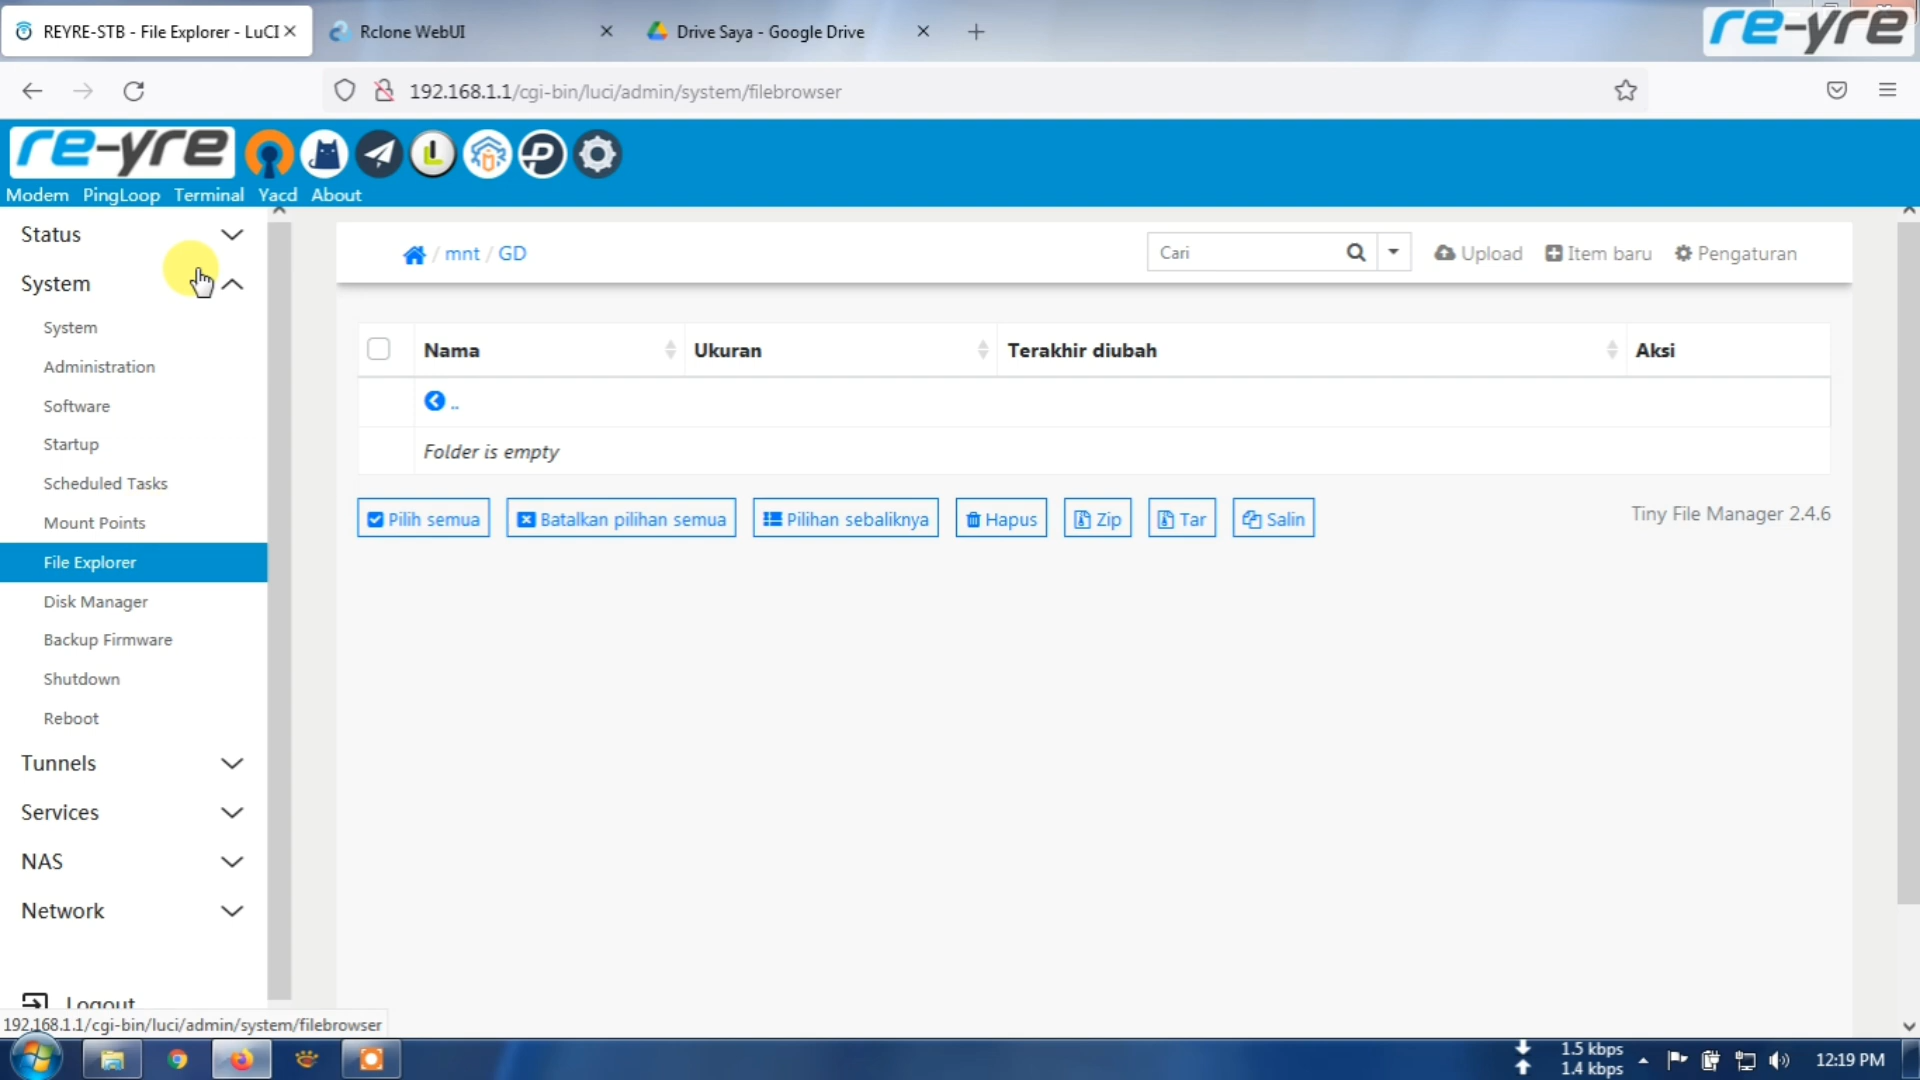 REYRE-STB - File Explorer - LuCI
Rclone WebUI
Drive Saya - Google Drive
re-yre
192.168.1.1/cgi-bin/luci/admin/system/filebrowser
re-yre
Modem PingLoop Terminal Yacd About
Status
System
System
Administration
Software
Startup
Scheduled Tasks
Mount Points
File Explorer
Disk Manager
Backup Firmware
Shutdown
Reboot
Tunnels
Services
NAS
Network
Logout
/ mnt / GD
Cari
Upload
Item baru
Pengaturan
Nama Ukuran Terakhir diubah Aksi
..
Folder is empty
Pilih semua
Batalkan pilihan semua
Pilihan sebaliknya
Hapus
Zip
Tar
Salin
Tiny File Manager 2.4.6
192.168.1.1/cgi-bin/luci/admin/system/filebrowser
1.5 kbps
1.4 kbps
12:19 PM